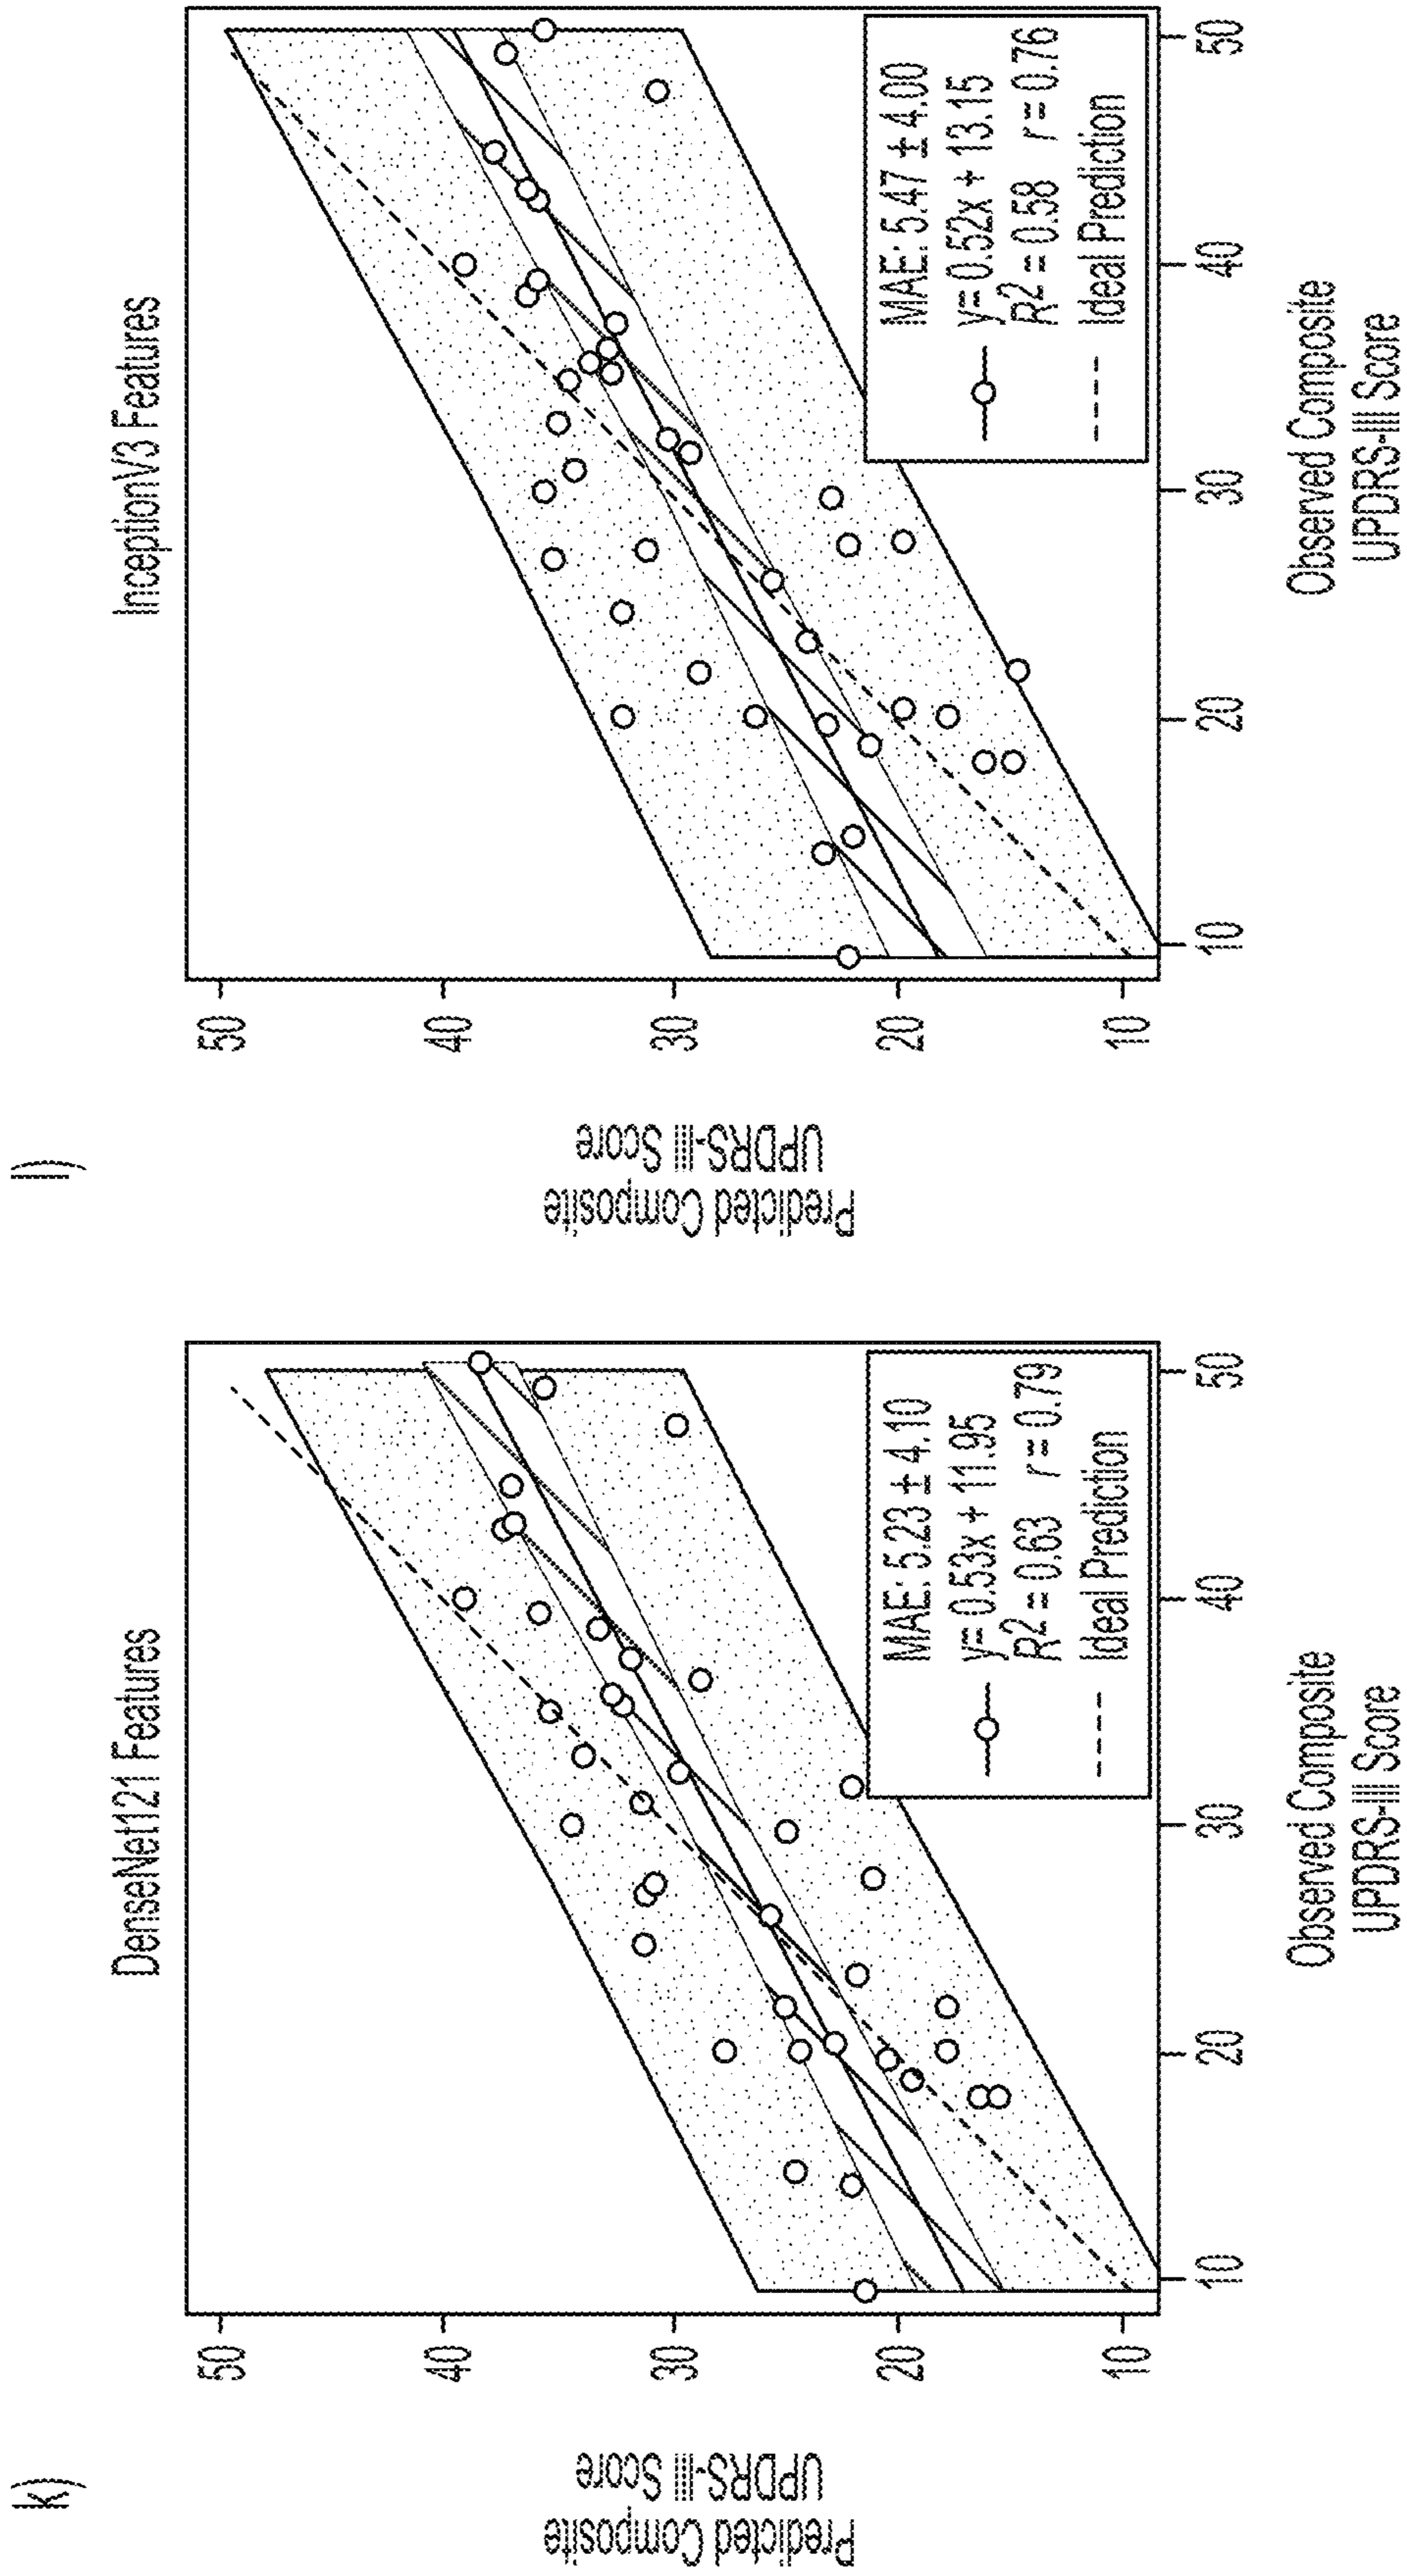 k)
DenseNet121 Features
Predicted Composite
UPDRS-III Score
50
40
30
20
10
MAE: 5.23 ± 4.10
y= 0.53x + 11.95
R2 = 0.63 r = 0.79
Ideal Prediction
10 20 30 40 50
Observed Composite
UPDRS-III Score
l)
InceptionV3 Features
Predicted Composite
UPDRS-III Score
50
40
30
20
10
MAE: 5.47 ± 4.00
y= 0.52x + 13.15
R2 = 0.58 r = 0.76
Ideal Prediction
10 20 30 40 50
Observed Composite
UPDRS-III Score